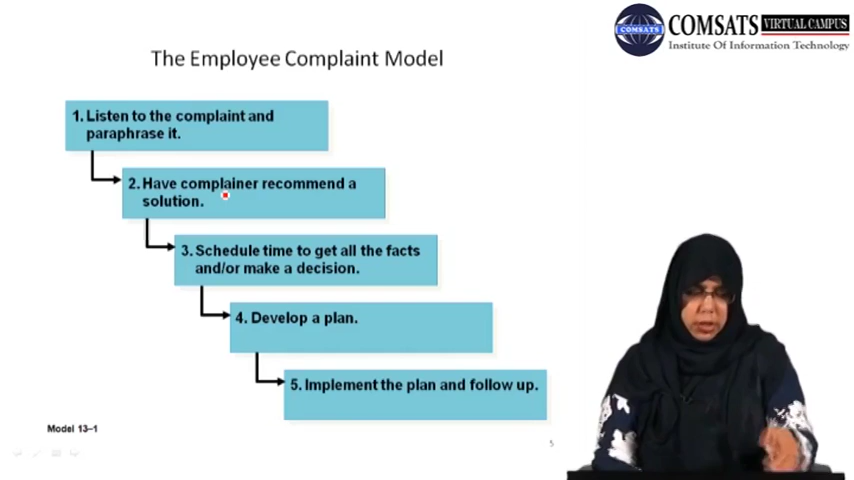 COMSATS
COMSATS VIRTUAL CAMPUS
Institute Of Information Technology
The Employee Complaint Model
1. Listen to the complaint and
paraphrase it.
2. Have complainer recommend a
solution.
3. Schedule time to get all the facts
and/or make a decision.
4. Develop a plan.
5. Implement the plan and follow up.
Model 13–1
5